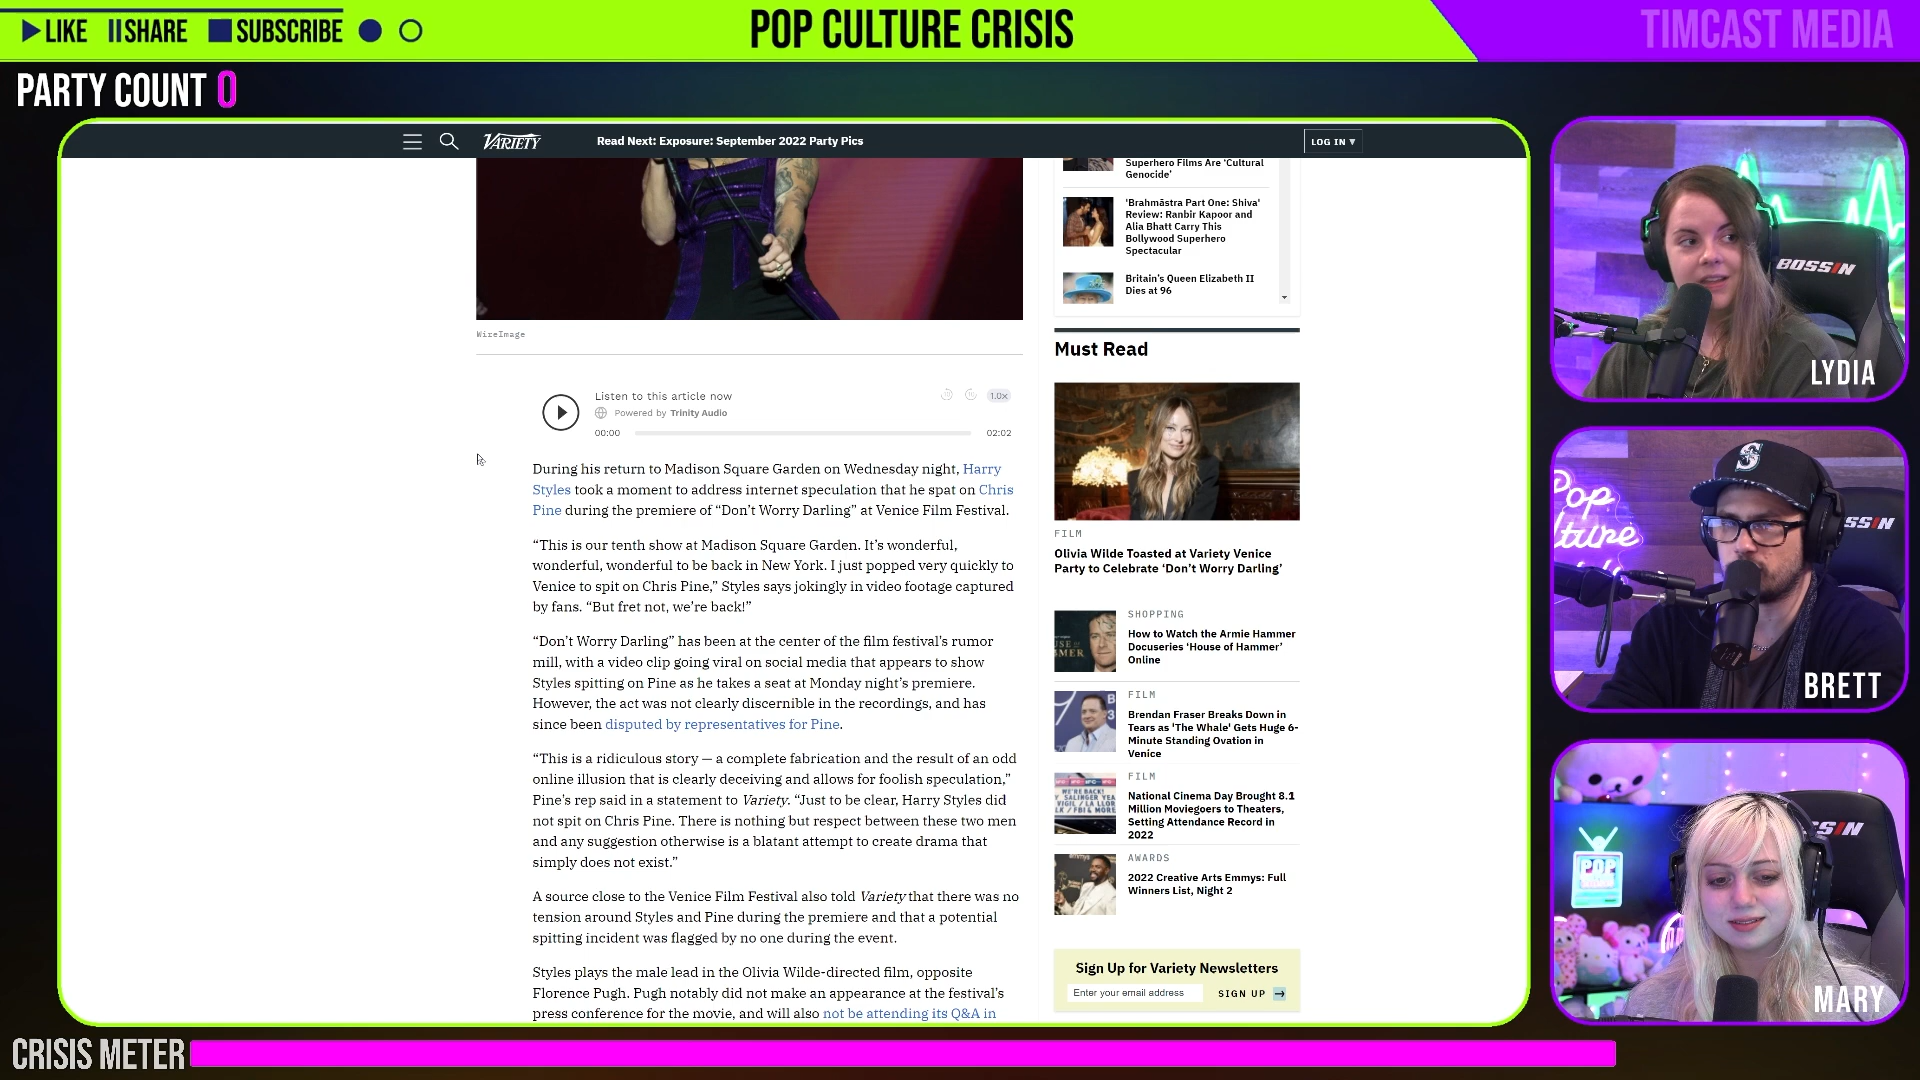 LIKE SHARE SUBSCRIBE
POP CULTURE CRISIS
TIMCAST MEDIA
PARTY COUNT 0
VARIETY
Read Next: Exposure: September 2022 Party Pics
LOG IN
WireImage
Listen to this article now
Powered by Trinity Audio
1.0x
00:00
02:02
During his return to Madison Square Garden on Wednesday night, Harry
Styles took a moment to address internet speculation that he spat on Chris
Pine during the premiere of “Don’t Worry Darling” at Venice Film Festival.
“This is our tenth show at Madison Square Garden. It’s wonderful,
wonderful, wonderful to be back in New York. I just popped very quickly to
Venice to spit on Chris Pine,” Styles says jokingly in video footage captured
by fans. “But fret not, we’re back!”
“Don’t Worry Darling” has been at the center of the film festival’s rumor
mill, with a video clip going viral on social media that appears to show
Styles spitting on Pine as he takes a seat at Monday night’s premiere.
However, the act was not clearly discernible in the recordings, and has
since been disputed by representatives for Pine.
“This is a ridiculous story — a complete fabrication and the result of an odd
online illusion that is clearly deceiving and allows for foolish speculation,”
Pine’s rep said in a statement to Variety. “Just to be clear, Harry Styles did
not spit on Chris Pine. There is nothing but respect between these two men
and any suggestion otherwise is a blatant attempt to create drama that
simply does not exist.”
A source close to the Venice Film Festival also told Variety that there was no
tension around Styles and Pine during the premiere and that a potential
spitting incident was flagged by no one during the event.
Styles plays the male lead in the Olivia Wilde-directed film, opposite
Florence Pugh. Pugh notably did not make an appearance at the festival’s
press conference for the movie, and will also not be attending its Q&A in
Superhero Films Are ‘Cultural
Genocide’
'Brahmāstra Part One: Shiva'
Review: Ranbir Kapoor and
Alia Bhatt Carry This
Bollywood Superhero
Spectacular
Britain’s Queen Elizabeth II
Dies at 96
Must Read
FILM
Olivia Wilde Toasted at Variety Venice
Party to Celebrate ‘Don’t Worry Darling’
SHOPPING
How to Watch the Armie Hammer
Docuseries ‘House of Hammer’
Online
FILM
Brendan Fraser Breaks Down in
Tears as 'The Whale' Gets Huge 6-
Minute Standing Ovation in
Venice
FILM
National Cinema Day Brought 8.1
Million Moviegoers to Theaters,
Setting Attendance Record in
2022
AWARDS
2022 Creative Arts Emmys: Full
Winners List, Night 2
Sign Up for Variety Newsletters
Enter your email address
SIGN UP
BOSSIN
LYDIA
Pop
SSIN
BRETT
POP
SSIN
MARY
CRISIS METER